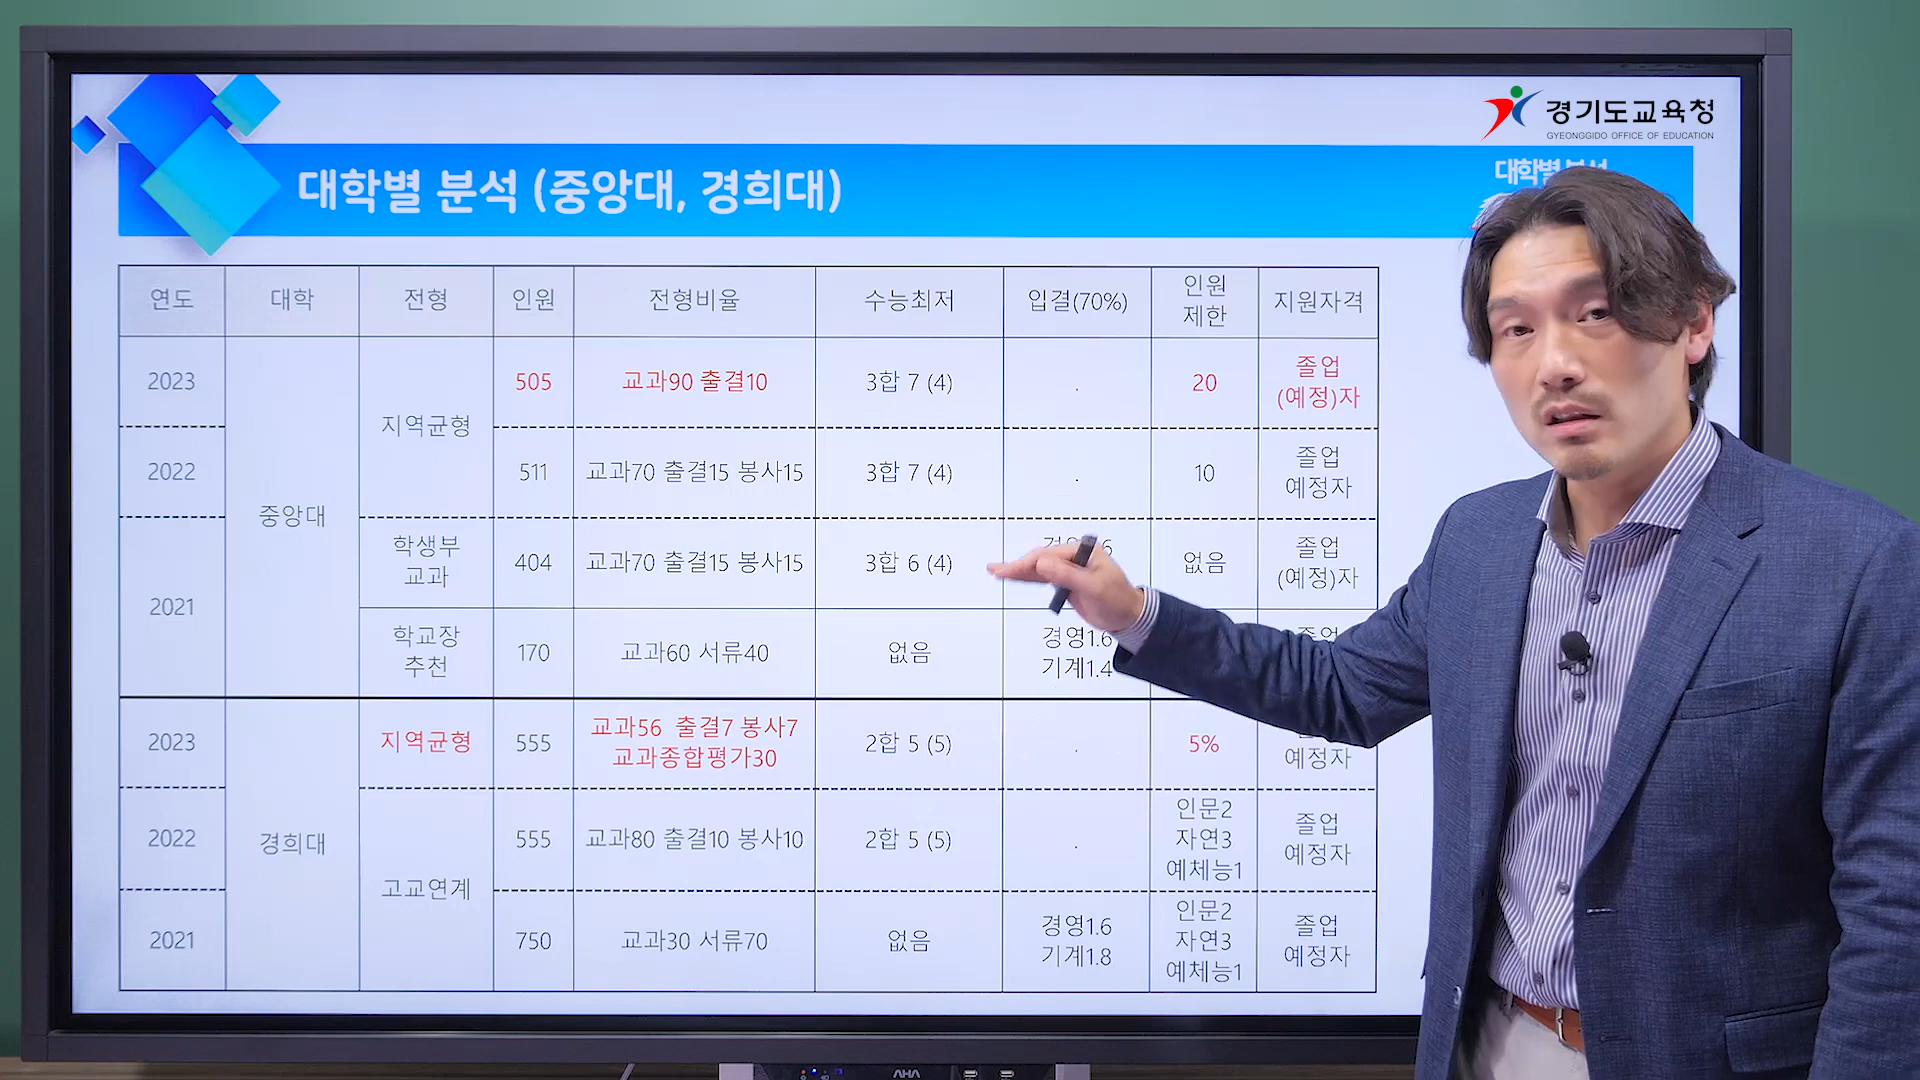 경기도교육청
GYEONGGIDO OFFICE OF EDUCATION
대학별 분석 (중앙대, 경희대)
대학별 분석
연도 대학 전형 인원 전형비율 수능최저 입결(70%) 인원 제한 지원자격
2023 중앙대 지역균형 505 교과90 출결10 3합 7 (4) . 20 졸업 (예정)자
2022 511 교과70 출결15 봉사15 3합 7 (4) . 10 졸업 예정자
2021 학생부 교과 404 교과70 출결15 봉사15 3합 6 (4) 없음 졸업 (예정)자
학교장 추천 170 교과60 서류40 없음 경영1.6 기계1.4
2023 경희대 지역균형 555 교과56 출결7 봉사7 교과종합평가30 2합 5 (5) . 5% 예정자
2022 고교연계 555 교과80 출결10 봉사10 2합 5 (5) . 인문2 자연3 예체능1 졸업 예정자
2021 750 교과30 서류70 없음 경영1.6 기계1.8 인문2 자연3 예체능1 졸업 예정자
AHA